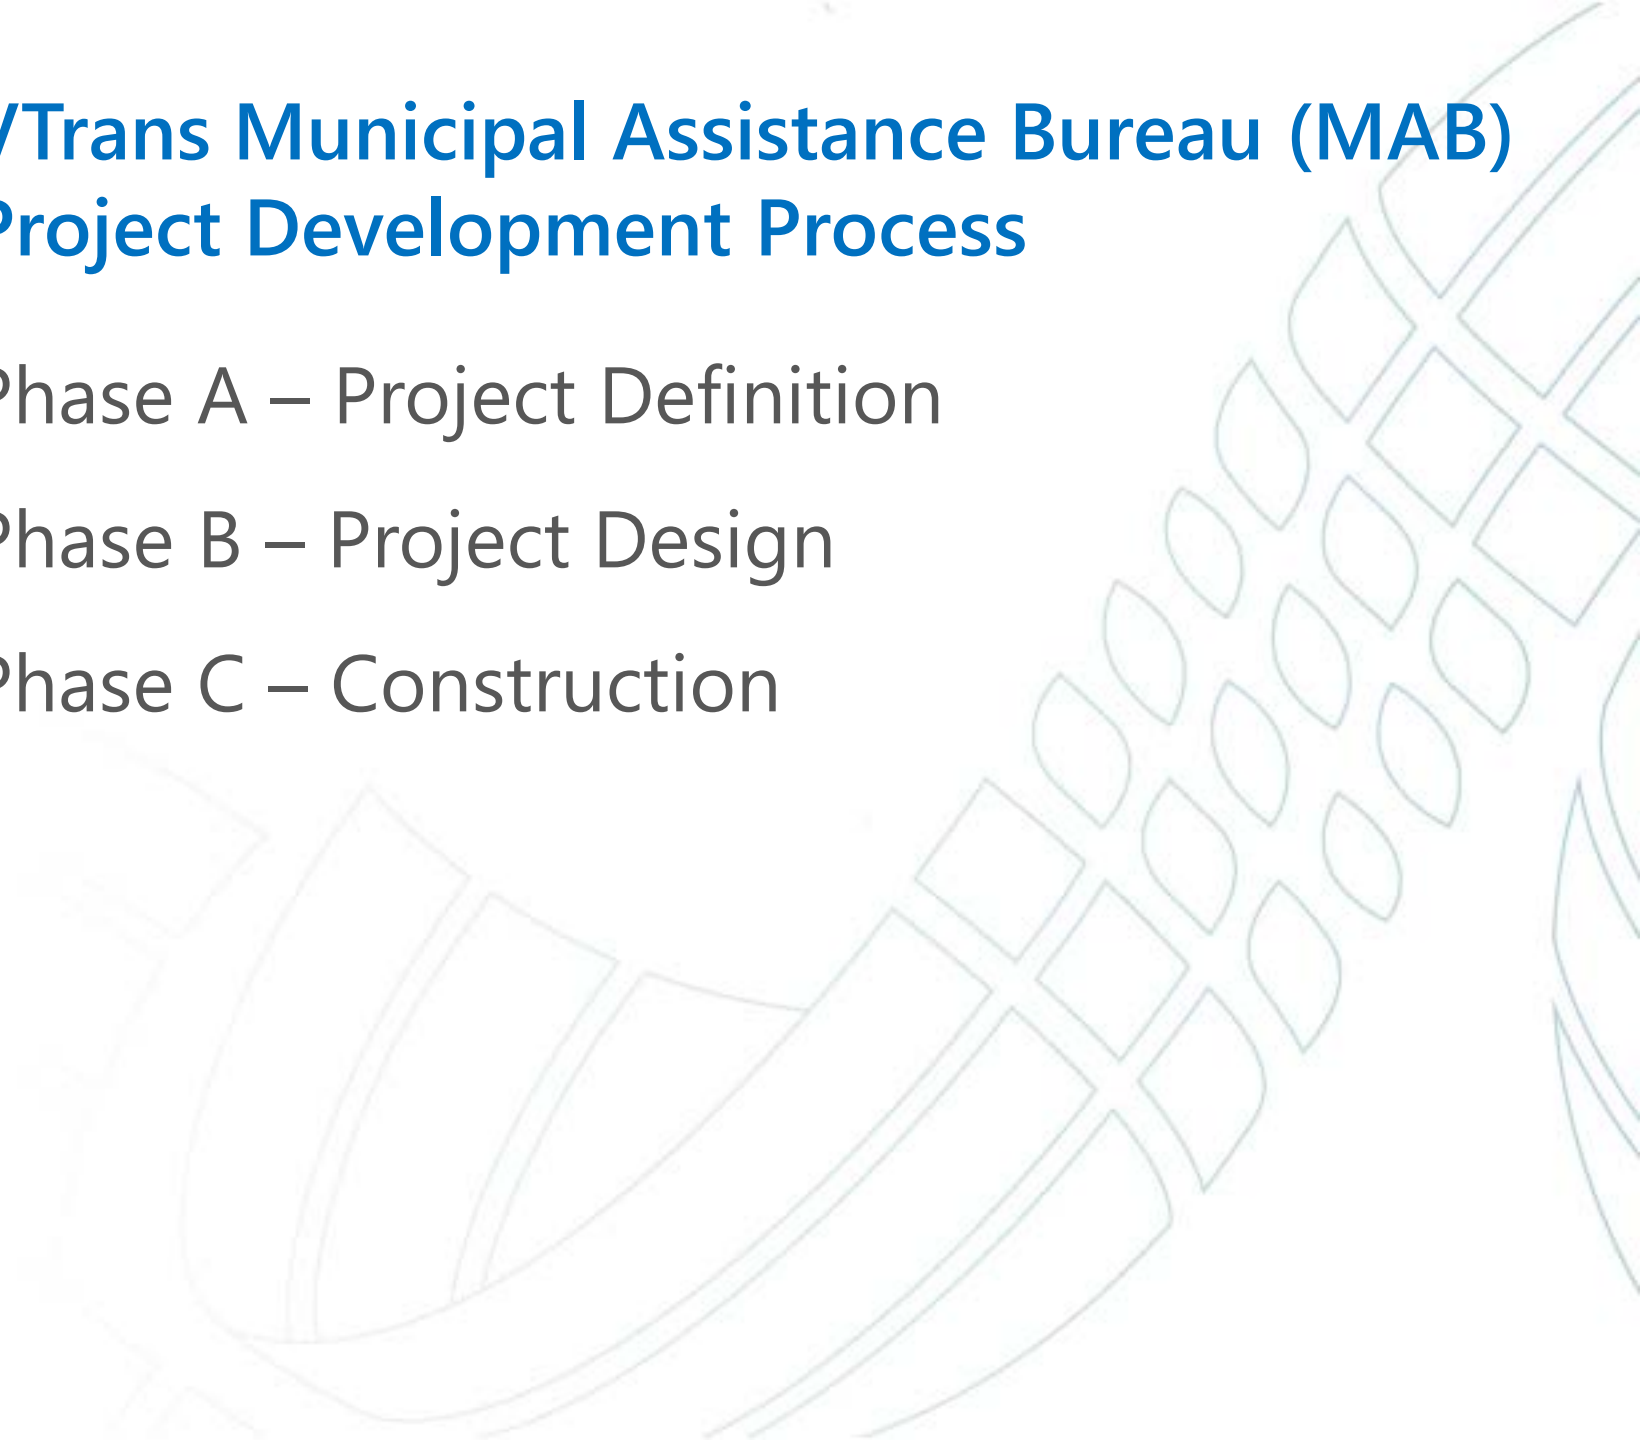 VTrans Municipal Assistance Bureau (MAB)
Project Development Process
Phase A – Project Definition
Phase B – Project Design
Phase C – Construction